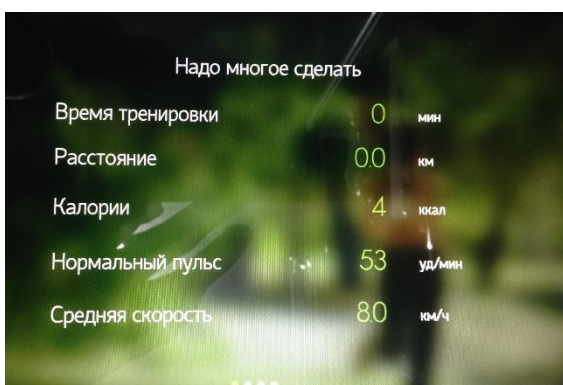 Надо многое сделать
Время тренировки 0 мин
Расстояние 0.0 км
Калории 4 ккал
Нормальный пульс 53 уд/мин
Средняя скорость 8.0 км/ч